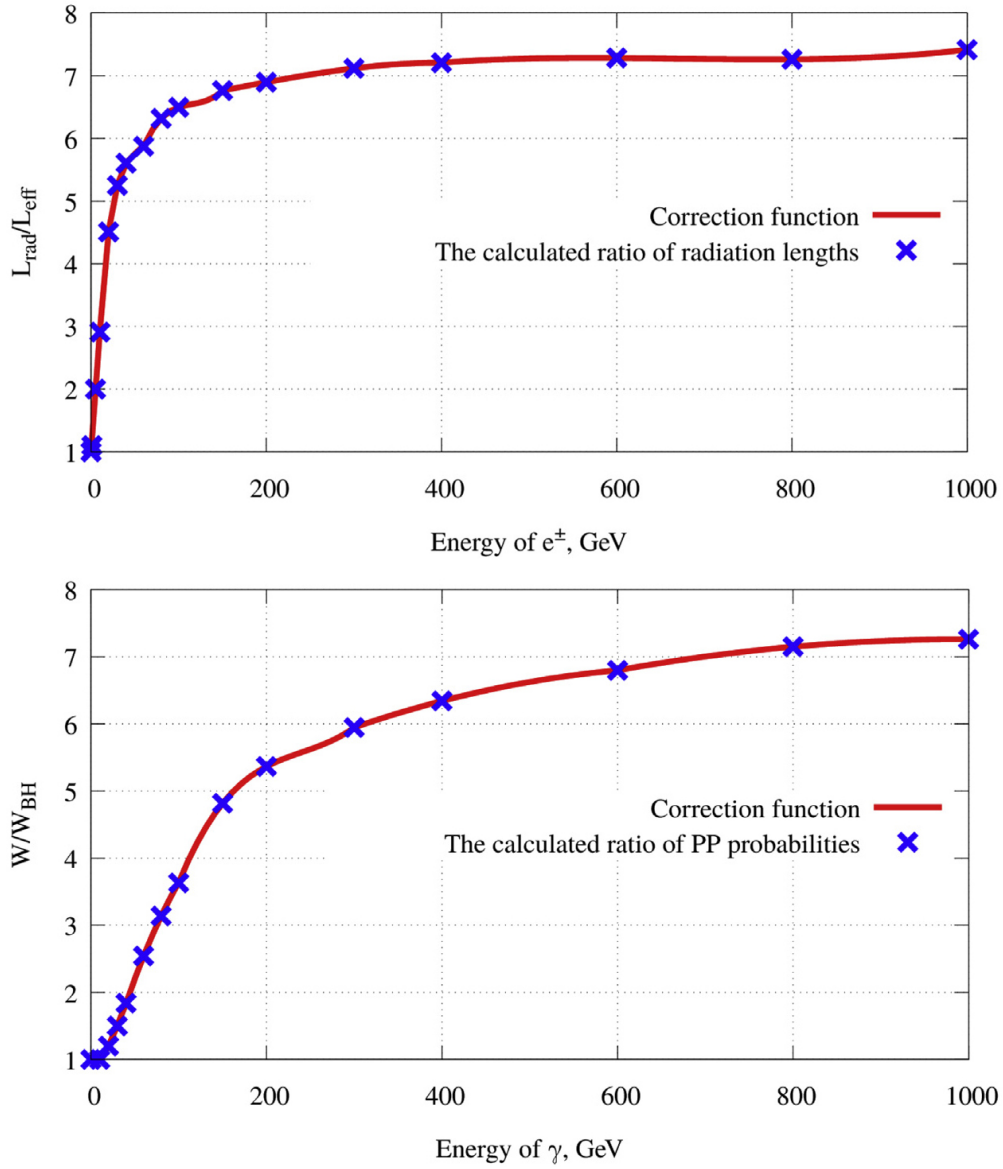 8
7
6
5
4
3
2
1
L_rad/L_eff
Correction function
The calculated ratio of radiation lengths
0 200 400 600 800 1000
Energy of e^±, GeV
8
7
6
5
4
3
2
1
W/W_BH
Correction function
The calculated ratio of PP probabilities
0 200 400 600 800 1000
Energy of γ, GeV